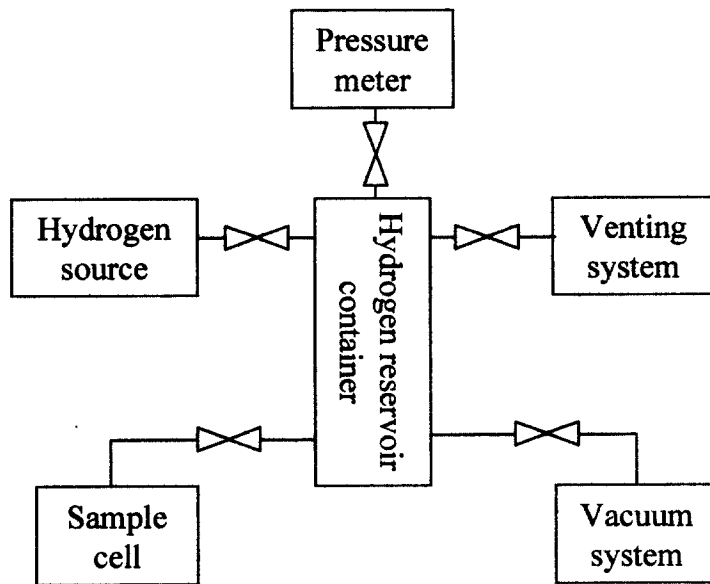 Pressure
meter
Hydrogen
source
Hydrogen reservoir
container
Venting
system
Sample
cell
Vacuum
system